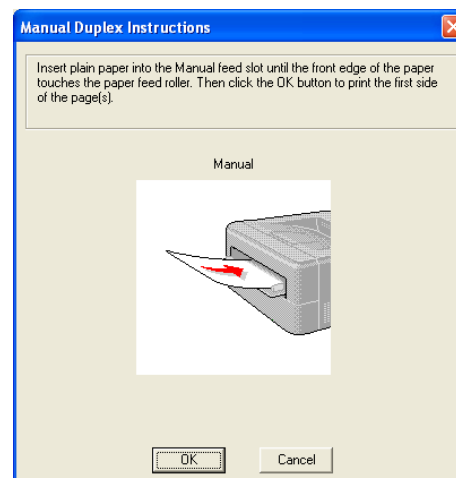 Manual Duplex Instructions
Insert plain paper into the Manual feed slot until the front edge of the paper
touches the paper feed roller. Then click the OK button to print the first side
of the page(s).
Manual
OK
Cancel